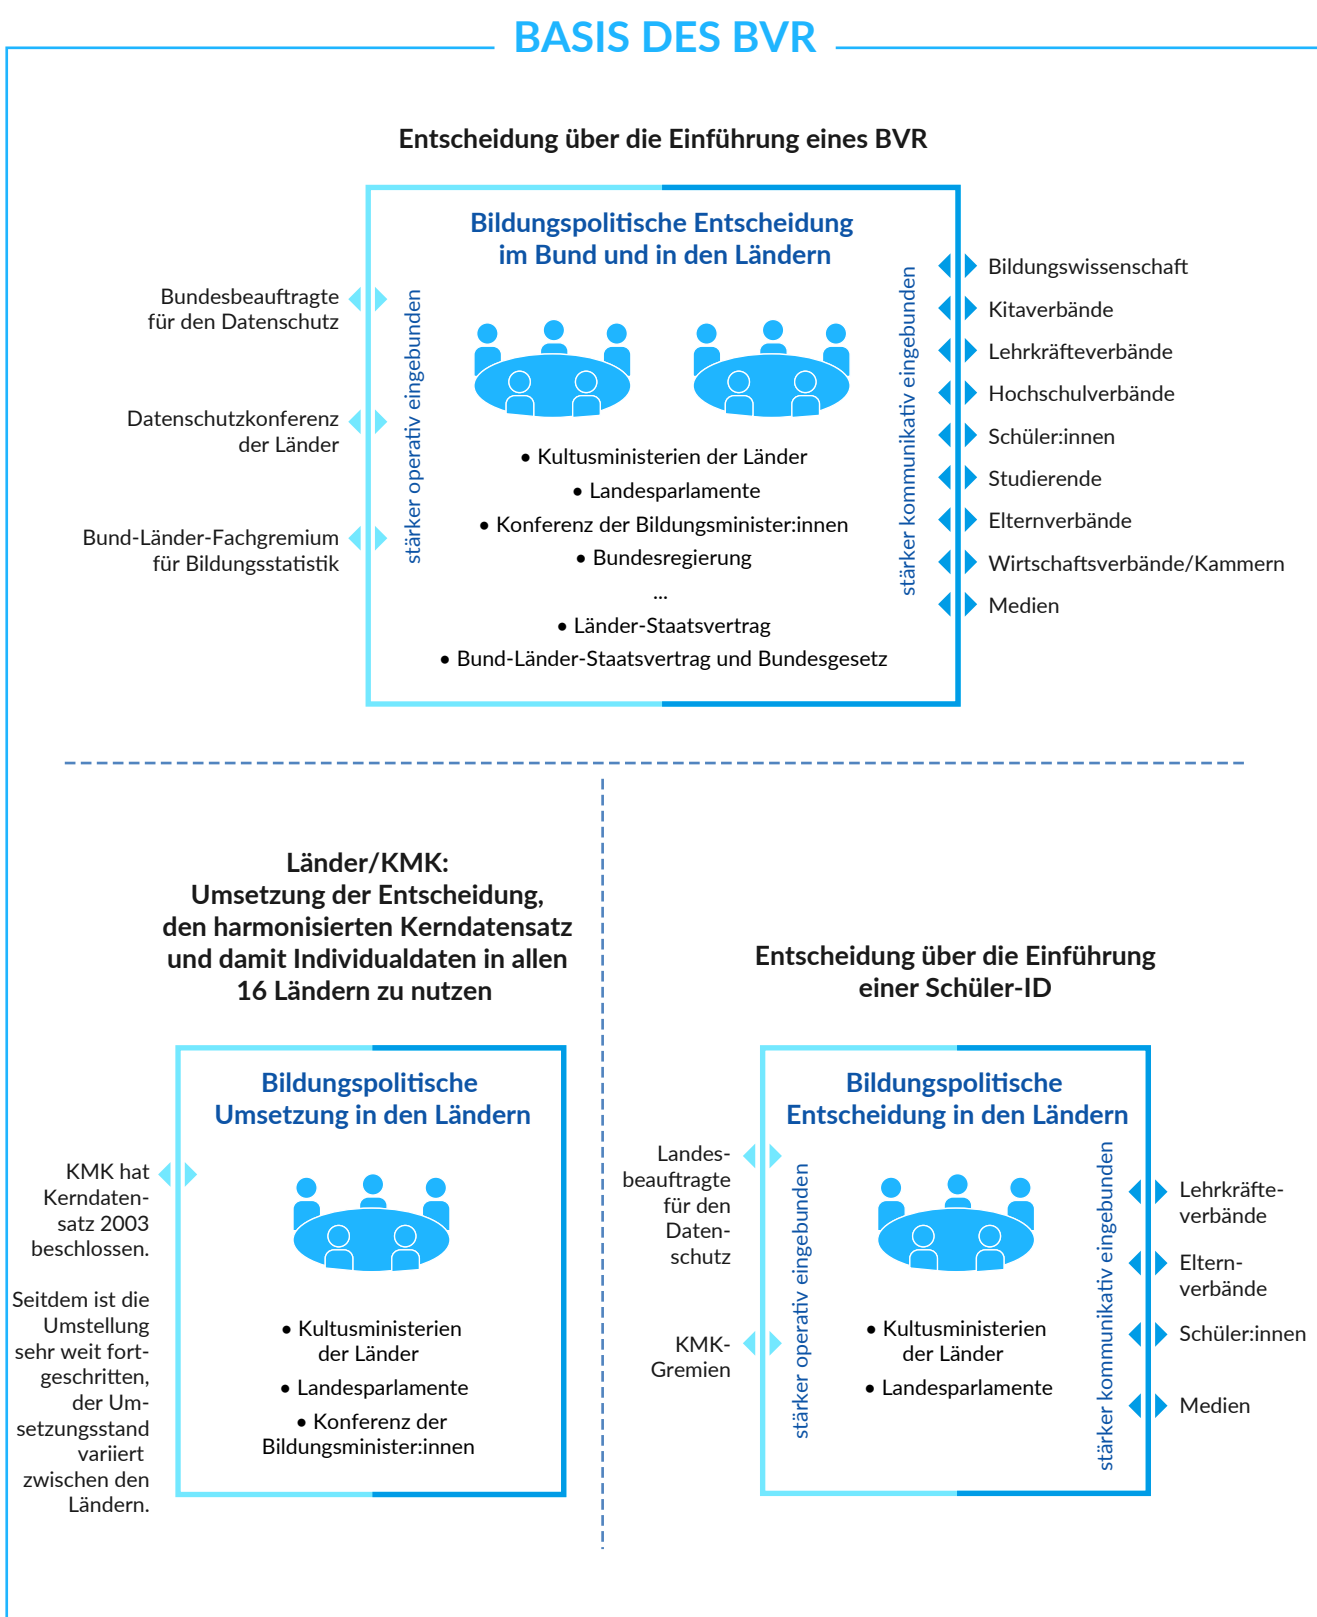 BASIS DES BVR
Entscheidung über die Einführung eines BVR
Bildungspolitische Entscheidung
im Bund und in den Ländern
Bundesbeauftragte
für den Datenschutz
Datenschutzkonferenz
der Länder
Bund-Länder-Fachgremium
für Bildungsstatistik
stärker operativ eingebunden
• Kultusministerien der Länder
• Landesparlamente
• Konferenz der Bildungsminister:innen
• Bundesregierung
...
• Länder-Staatsvertrag
• Bund-Länder-Staatsvertrag und Bundesgesetz
stärker kommunikativ eingebunden
Bildungswissenschaft
Kitaverbände
Lehrkräfteverbände
Hochschulverbände
Schüler:innen
Studierende
Elternverbände
Wirtschaftsverbände/Kammern
Medien
Länder/KMK:
Umsetzung der Entscheidung,
den harmonisierten Kerndatensatz
und damit Individualdaten in allen
16 Ländern zu nutzen
Bildungspolitische
Umsetzung in den Ländern
KMK hat
Kerndaten-
satz 2003
beschlossen.
Seitdem ist die
Umstellung
sehr weit fort-
geschritten,
der Um-
setzungsstand
variiert
zwischen den
Ländern.
• Kultusministerien
der Länder
• Landesparlamente
• Konferenz der
Bildungsminister:innen
Entscheidung über die Einführung
einer Schüler-ID
Bildungspolitische
Entscheidung in den Ländern
Landes-
beauftragte
für den
Daten-
schutz
KMK-
Gremien
stärker operativ eingebunden
• Kultusministerien
der Länder
• Landesparlamente
stärker kommunikativ eingebunden
Lehrkräfte-
verbände
Eltern-
verbände
Schüler:innen
Medien